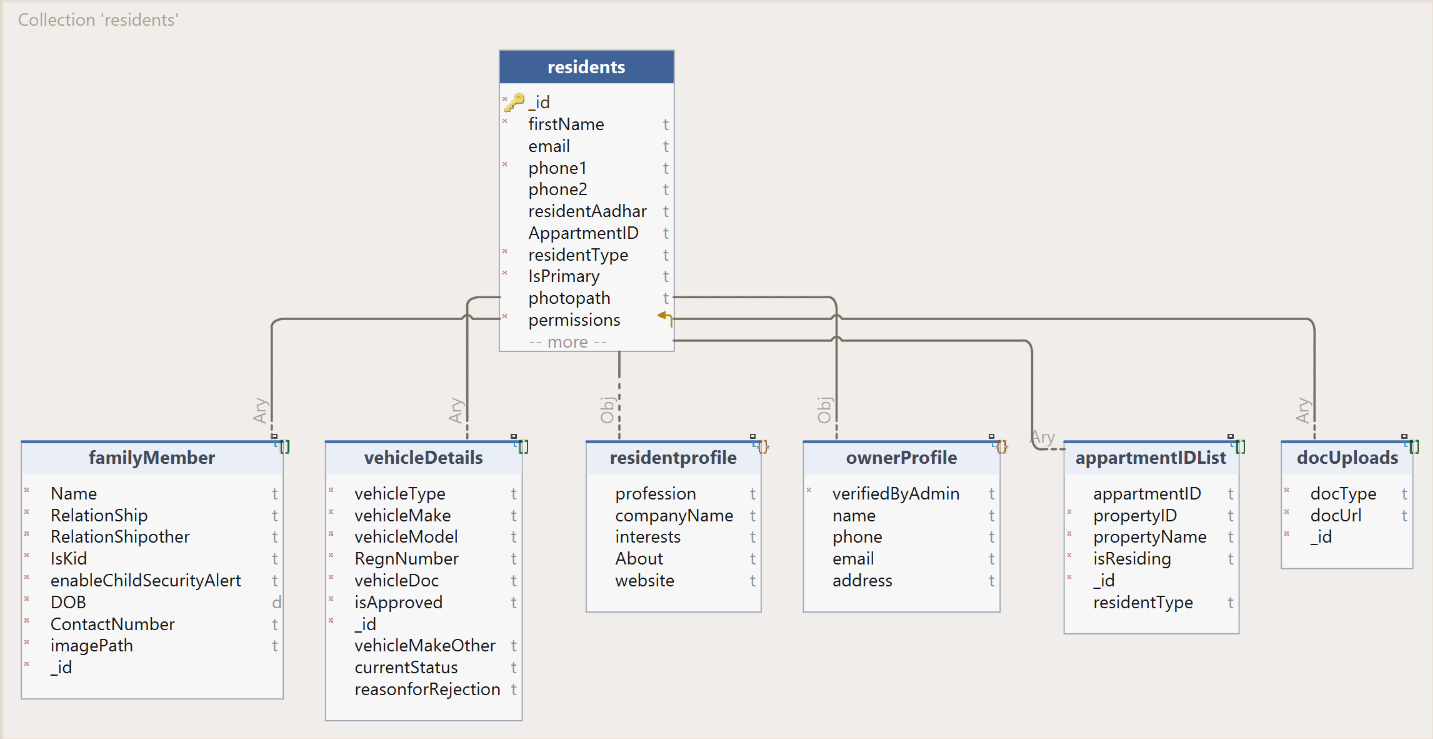 Collection 'residents'
residents
_id
firstName t
email t
phone1 t
phone2 t
residentAadhar t
AppartmentID t
residentType t
IsPrimary t
photopath t
permissions
-- more --
Ary
Ary
Obj
Obj
Ary
Ary
familyMember
Name t
RelationShip t
RelationShipother t
IsKid t
enableChildSecurityAlert t
DOB d
ContactNumber t
imagePath t
_id
vehicleDetails
vehicleType t
vehicleMake t
vehicleModel t
RegnNumber t
vehicleDoc t
isApproved t
_id
vehicleMakeOther t
currentStatus t
reasonforRejection t
residentprofile
profession t
companyName t
interests t
About t
website t
ownerProfile
verifiedByAdmin t
name t
phone t
email t
address t
appartmentIDList
appartmentID t
propertyID t
propertyName t
isResiding t
_id
residentType t
docUploads
docType t
docUrl t
_id